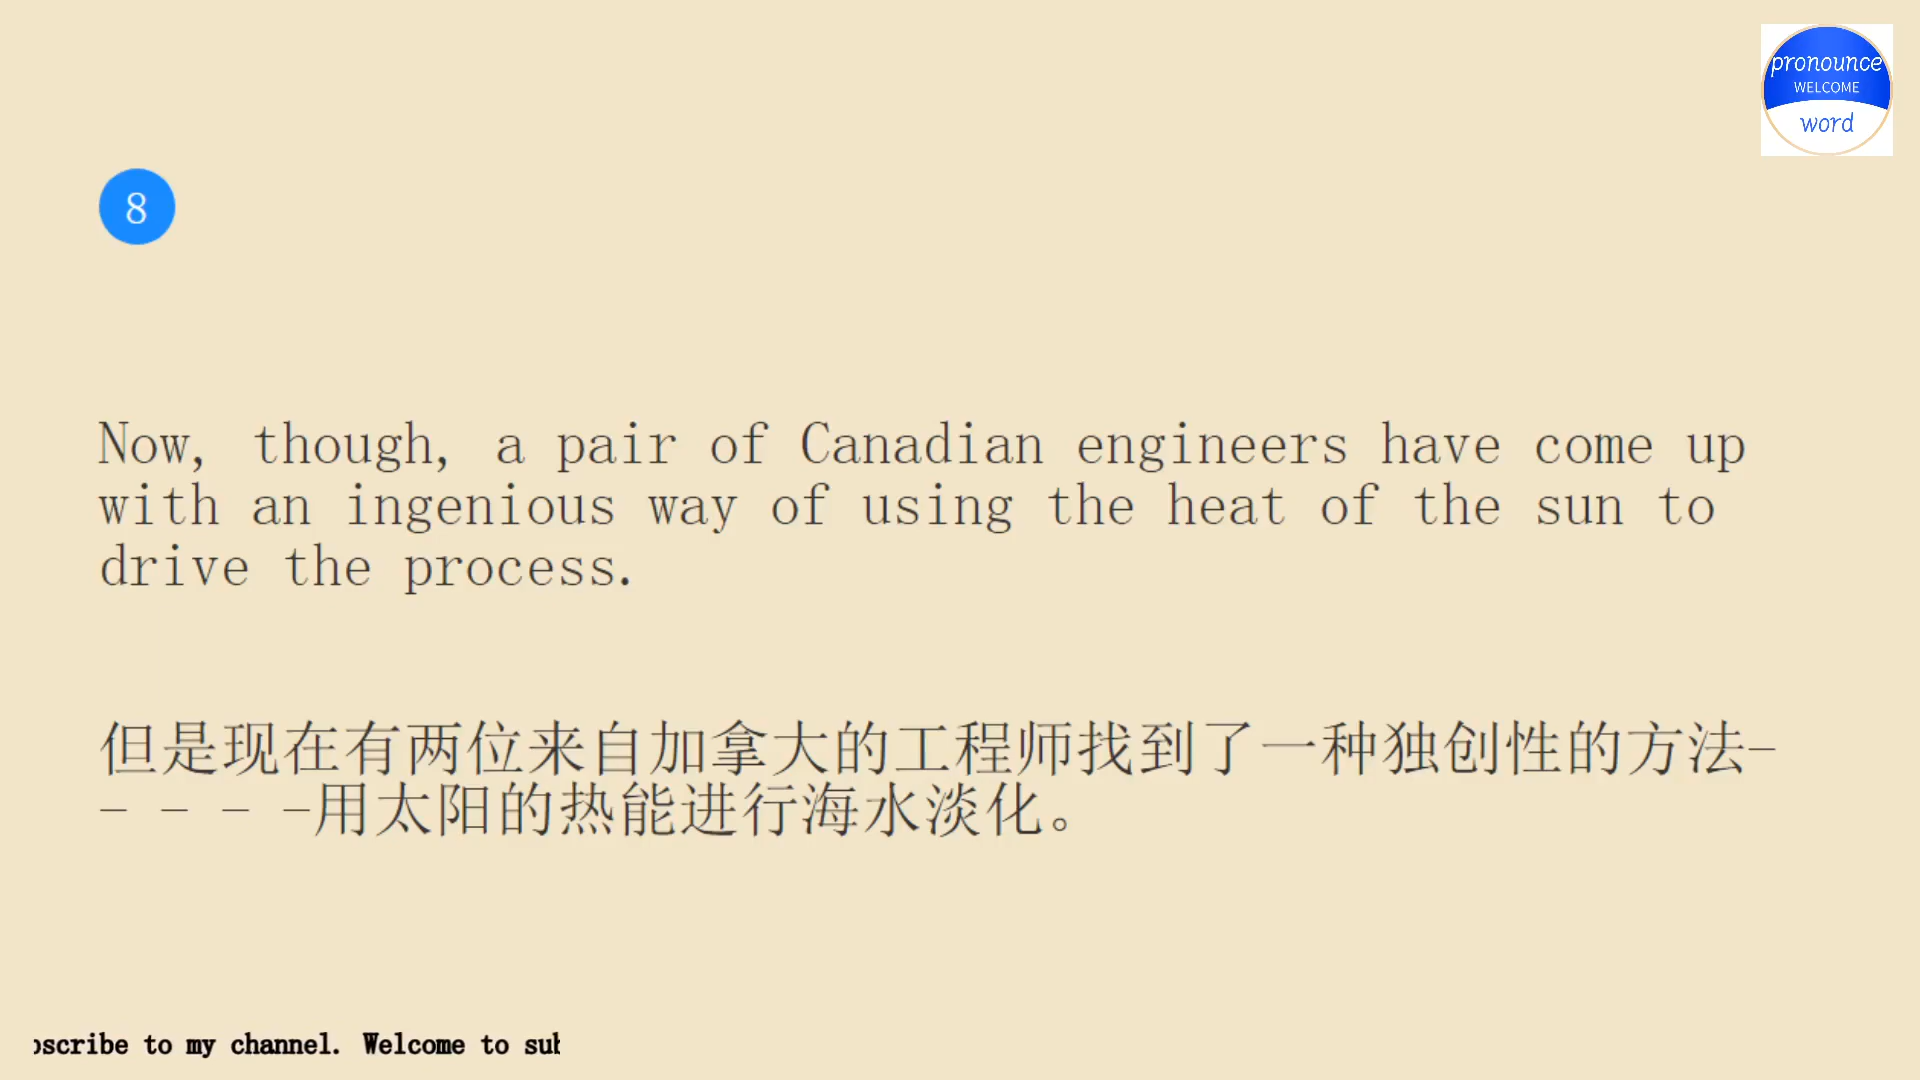 pronounce
WELCOME
word
8
Now, though, a pair of Canadian engineers have come up
with an ingenious way of using the heat of the sun to
drive the process.
但是现在有两位来自加拿大的工程师找到了一种独创性的方法-
- - - -用太阳的热能进行海水淡化。
to my channel. Welcome to